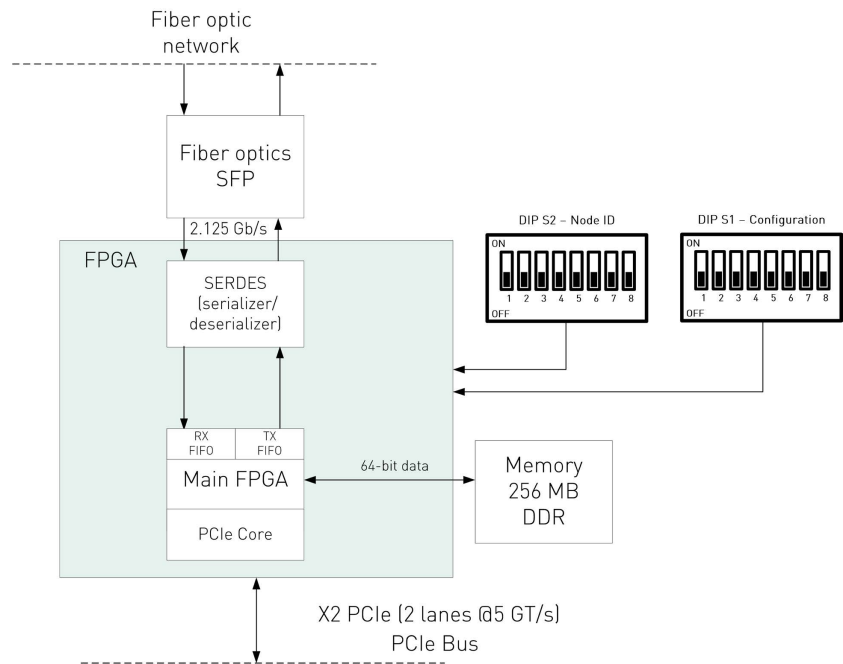 Fiber optic
network
Fiber optics
SFP
2.125 Gb/s
FPGA
SERDES
(serializer/
deserializer)
DIP S2 – Node ID
ON
1 2 3 4 5 6 7 8
OFF
DIP S1 – Configuration
ON
1 2 3 4 5 6 7 8
OFF
RX
FIFO
TX
FIFO
Main FPGA
PCIe Core
64-bit data
Memory
256 MB
DDR
X2 PCIe (2 lanes @5 GT/s)
PCIe Bus